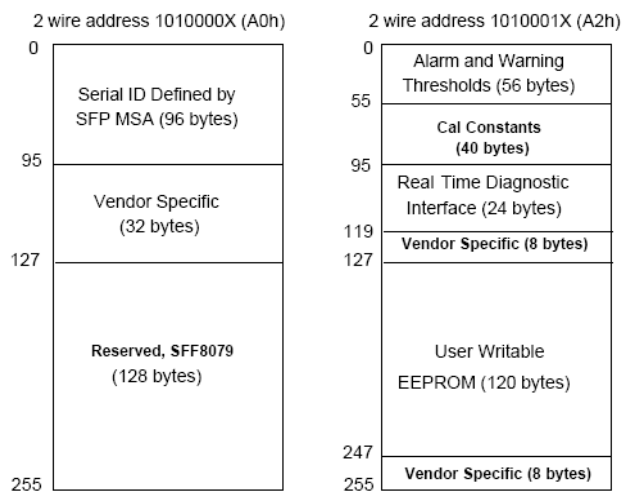 2 wire address 1010000X (A0h)
0
Serial ID Defined by
SFP MSA (96 bytes)
95
Vendor Specific
(32 bytes)
127
Reserved, SFF8079
(128 bytes)
255
2 wire address 1010001X (A2h)
0
Alarm and Warning
Thresholds (56 bytes)
55
Cal Constants
(40 bytes)
95
Real Time Diagnostic
Interface (24 bytes)
119
Vendor Specific (8 bytes)
127
User Writable
EEPROM (120 bytes)
247
Vendor Specific (8 bytes)
255